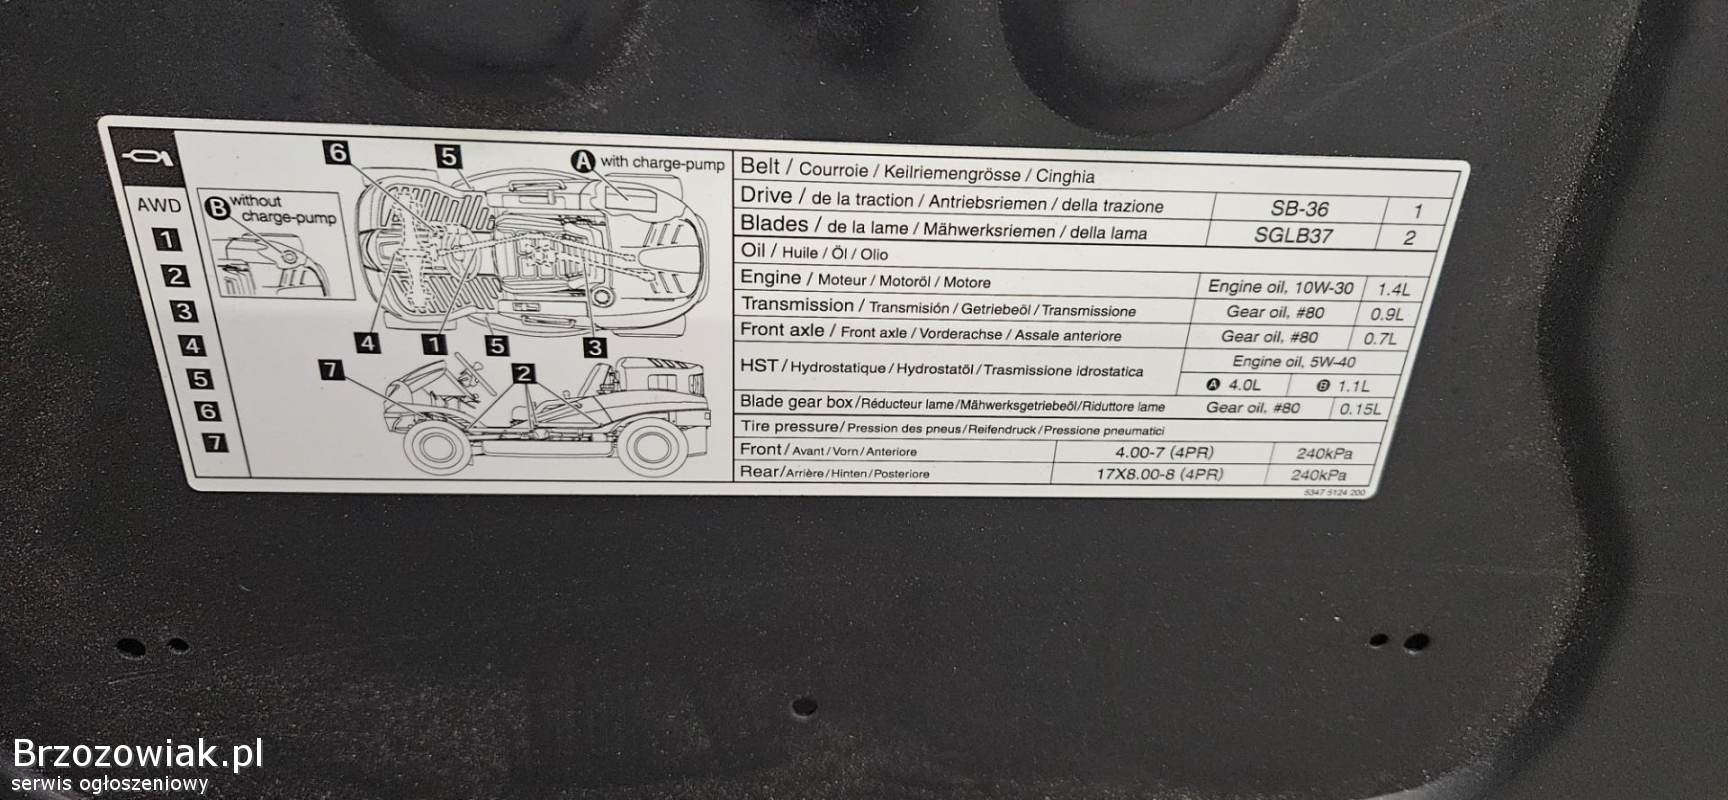 AWD
1
2
3
4
5
6
7
B without
charge-pump
6
5
A with charge-pump
4
1
5
3
7
2
Belt / Courroie / Keilriemengrösse / Cinghia
Drive / de la traction / Antriebsriemen / della trazione SB-36 1
Blades / de la lame / Mähwerksriemen / della lama SGLB37 2
Oil / Huile / Öl / Olio
Engine / Moteur / Motoröl / Motore Engine oil, 10W-30 1.4L
Transmission / Transmisión / Getriebeöl / Transmissione Gear oil, #80 0.9L
Front axle / Front axle / Vorderachse / Assale anteriore Gear oil, #80 0.7L
HST / Hydrostatique / Hydrostatöl / Trasmissione idrostatica Engine oil, 5W-40
A 4.0L B 1.1L
Blade gear box/Réducteur lame/Mähwerksgetriebeöl/Riduttore lame Gear oil, #80 0.15L
Tire pressure/Pression des pneus/Reifendruck/Pressione pneumatici
Front/Avant/Vorn/Anteriore 4.00-7 (4PR) 240kPa
Rear/Arrière/Hinten/Posteriore 17X8.00-8 (4PR) 240kPa
5347 5124 200
Brzozowiak.pl
serwis ogłoszeniowy